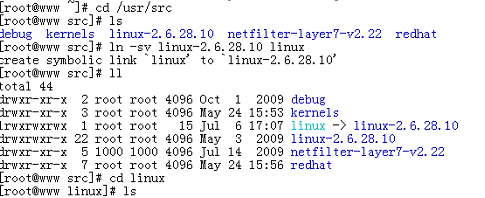 [root@www ~]# cd /usr/src
[root@www src]# ls
debug  kernels  linux-2.6.28.10  netfilter-layer7-v2.22  redhat
[root@www src]# ln -sv linux-2.6.28.10 linux
create symbolic link `linux' to `linux-2.6.28.10'
[root@www src]# ll
total 44
drwxr-xr-x  2 root root 4096 Oct  1  2009 debug
drwxr-xr-x  3 root root 4096 May 24 15:53 kernels
lrwxrwxrwx  1 root root   15 Jul  6 17:07 linux -> linux-2.6.28.10
drwxrwxr-x 22 root root 4096 May  3  2009 linux-2.6.28.10
drwxr-xr-x  5 1000 1000 4096 Jul 14  2009 netfilter-layer7-v2.22
drwxr-xr-x  7 root root 4096 May 24 15:56 redhat
[root@www src]# cd linux
[root@www linux]# ls